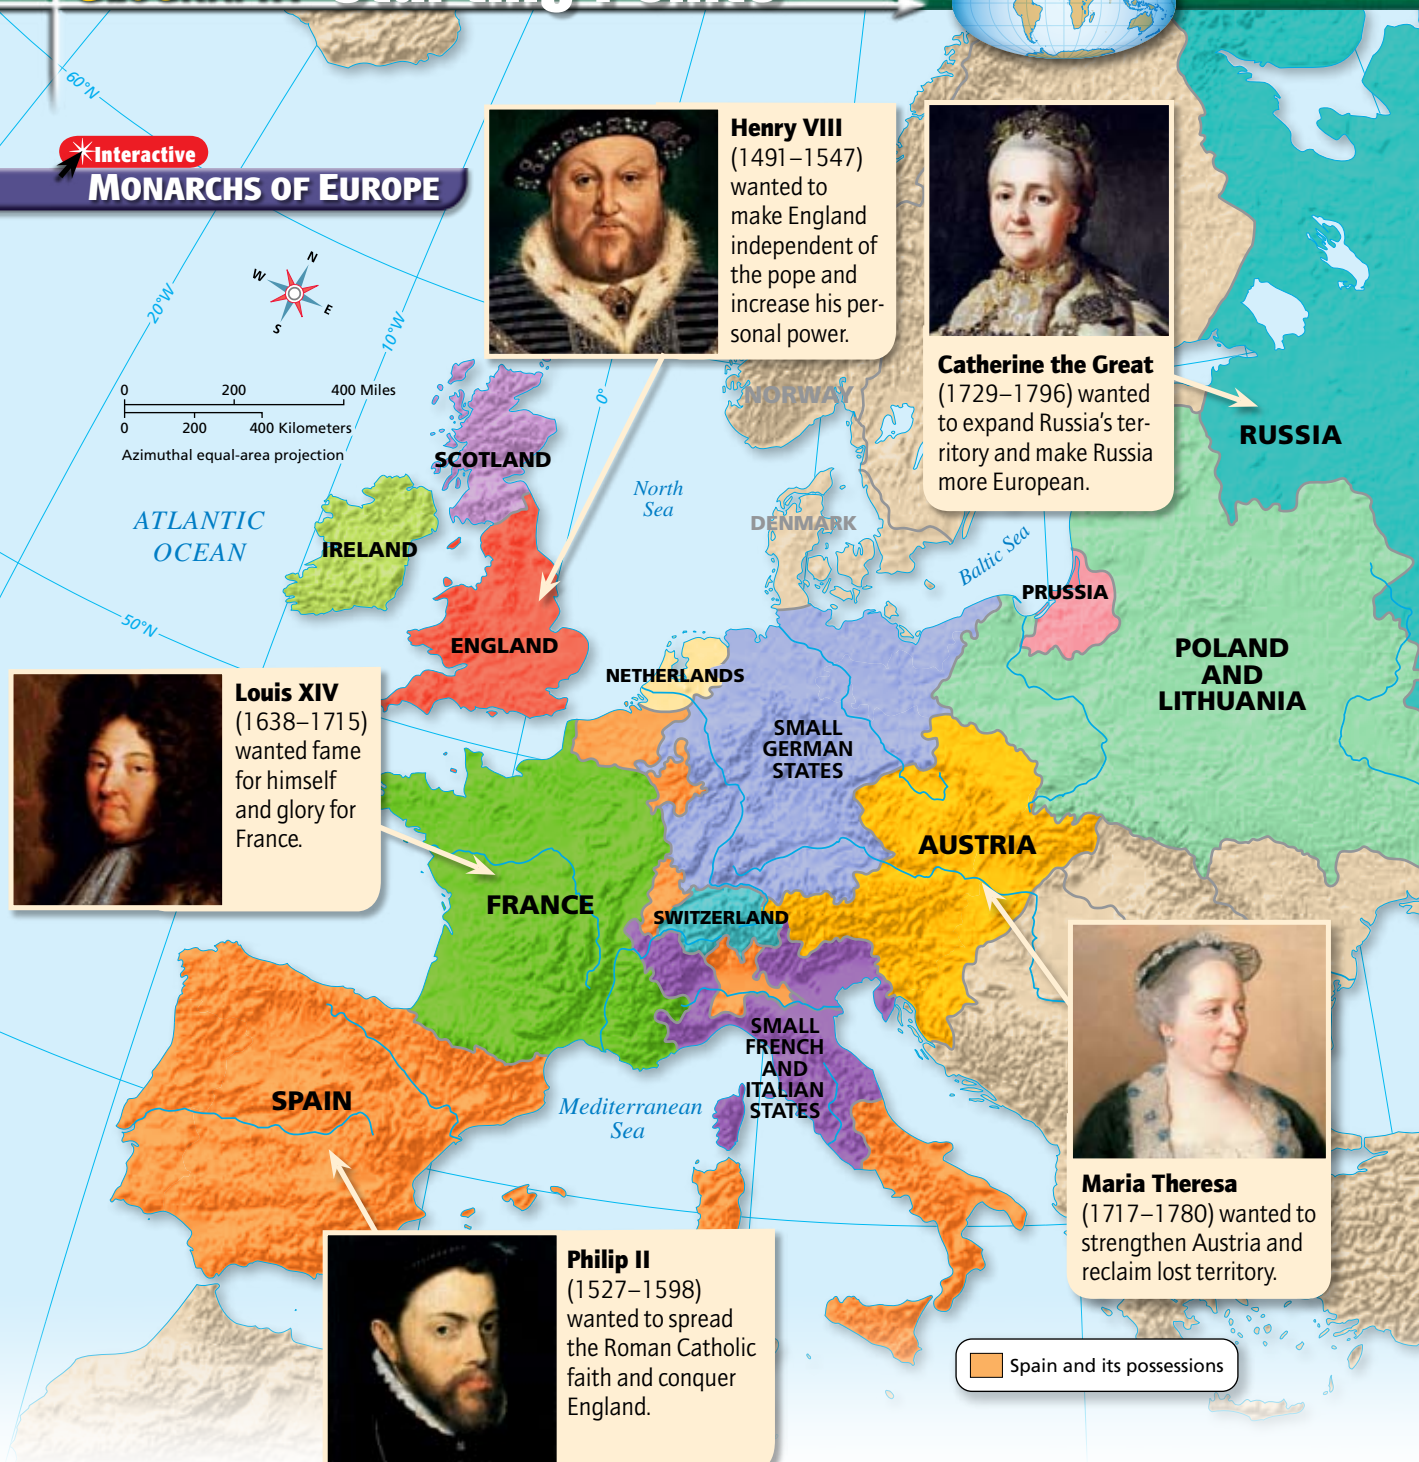 60°N
Interactive
MONARCHS OF EUROPE
N
W
E
S
20°W
10°W
0°
50°N
0 200 400 Miles
0 200 400 Kilometers
Azimuthal equal-area projection
Henry VIII
(1491–1547)
wanted to
make England
independent of
the pope and
increase his per-
sonal power.
Catherine the Great
(1729–1796) wanted
to expand Russia's ter-
ritory and make Russia
more European.
NORWAY
RUSSIA
SCOTLAND
North
Sea
ATLANTIC
OCEAN
DENMARK
IRELAND
Baltic Sea
PRUSSIA
ENGLAND
POLAND
AND
LITHUANIA
NETHERLANDS
Louis XIV
(1638–1715)
wanted fame
for himself
and glory for
France.
SMALL
GERMAN
STATES
AUSTRIA
FRANCE
SWITZERLAND
SMALL
FRENCH
AND
ITALIAN
STATES
SPAIN
Mediterranean
Sea
Maria Theresa
(1717–1780) wanted to
strengthen Austria and
reclaim lost territory.
Philip II
(1527–1598)
wanted to spread
the Roman Catholic
faith and conquer
England.
Spain and its possessions